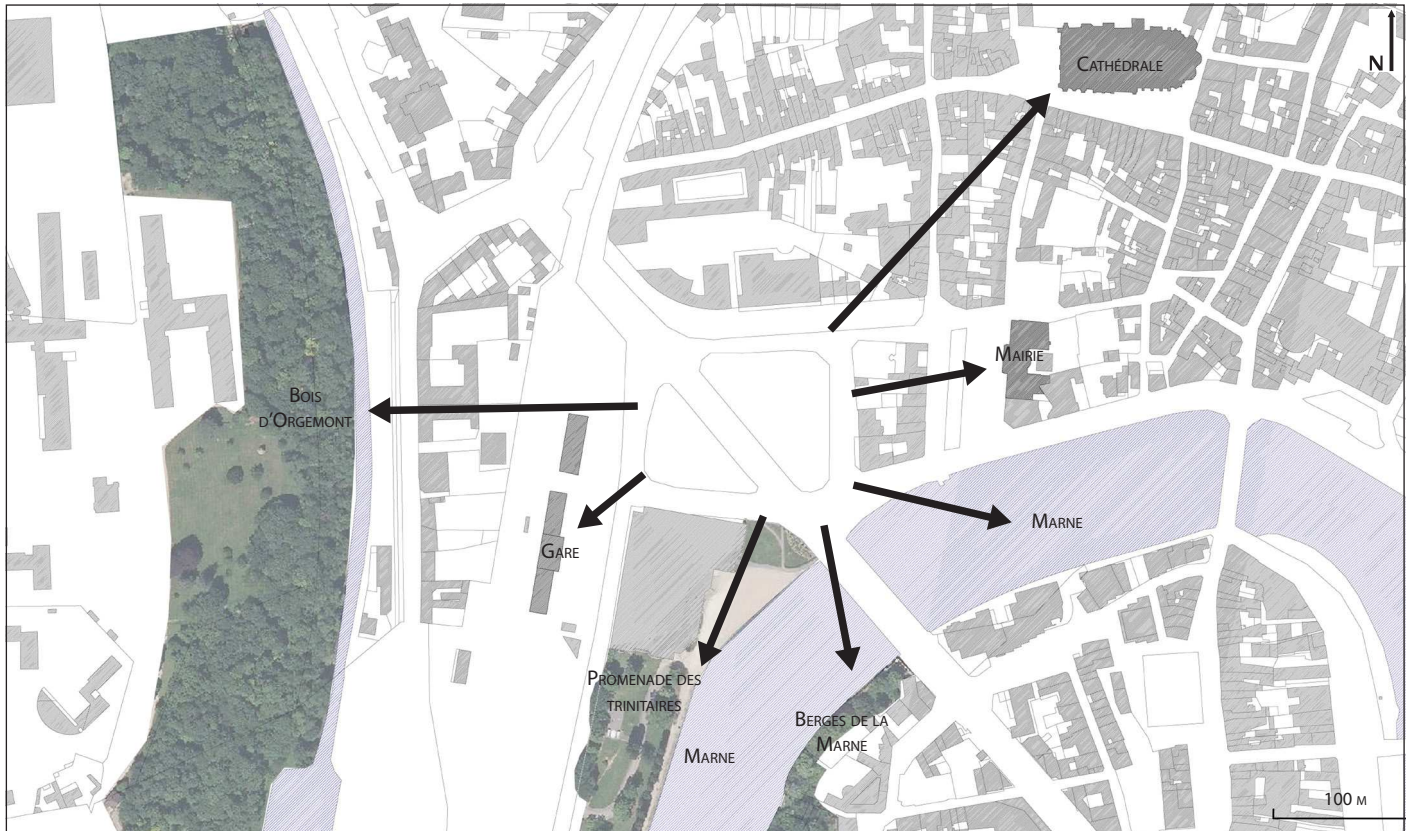 Cathédrale
N
Mairie
Bois
d'Orgemont
Marne
Gare
Promenade des
trinitaires
Berges de la
Marne
Marne
100 m